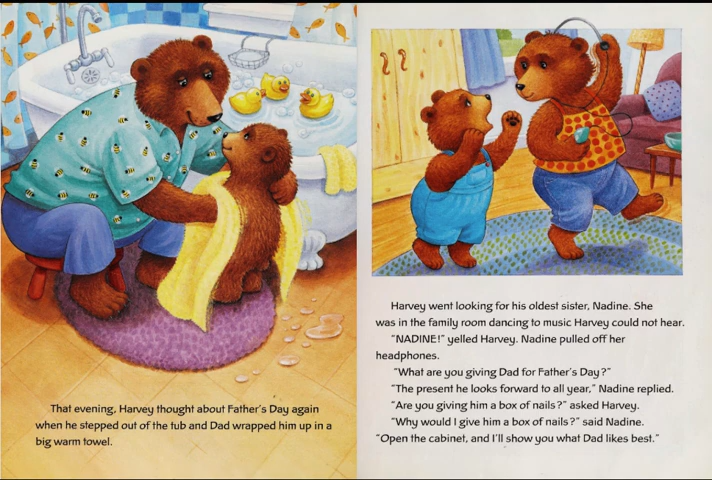 That evening, Harvey thought about Father's Day again
when he stepped out of the tub and Dad wrapped him up in a
big warm towel.
Harvey went looking for his oldest sister, Nadine. She
was in the family room dancing to music Harvey could not hear.
"NADINE!" yelled Harvey. Nadine pulled off her
headphones.
"What are you giving Dad for Father's Day?"
"The present he looks forward to all year," Nadine replied.
"Are you giving him a box of nails?" asked Harvey.
"Why would I give him a box of nails?" said Nadine.
"Open the cabinet, and I'll show you what Dad likes best."